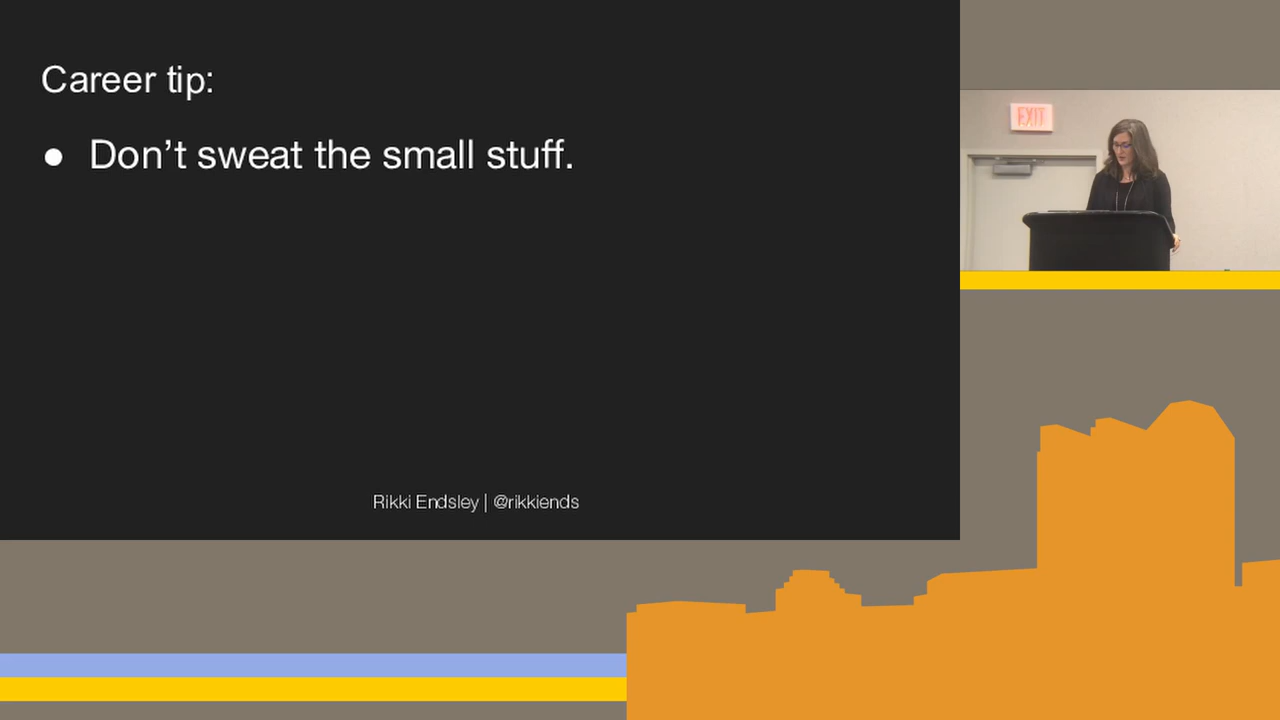 Career tip:
● Don’t sweat the small stuff.
Rikki Endsley | @rikkiends
EXIT